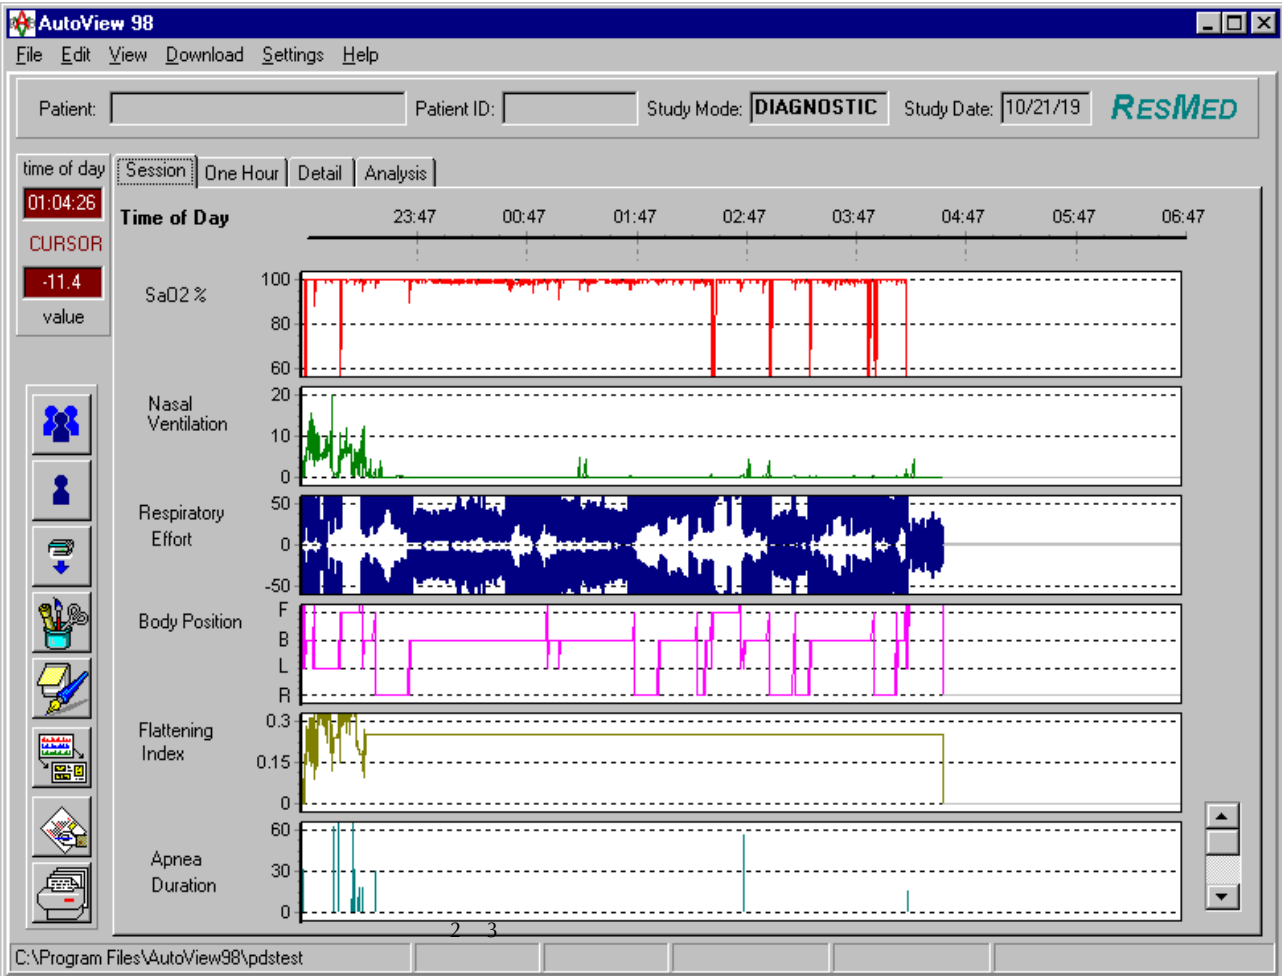 AutoView 98
File Edit View Download Settings Help
Patient: Patient ID: Study Mode: DIAGNOSTIC Study Date: 10/21/19 RESMED
time of day
01:04:26
CURSOR
-11.4
value
Session One Hour Detail Analysis
Time of Day 23:47 00:47 01:47 02:47 03:47 04:47 05:47 06:47
SaO2 %
100
80
60
Nasal
Ventilation
20
10
0
Respiratory
Effort
50
0
-50
Body Position
F
B
L
R
Flattening
Index
0.3
0.15
0
Apnea
Duration
60
30
0
2 3
C:\Program Files\AutoView98\pdstest